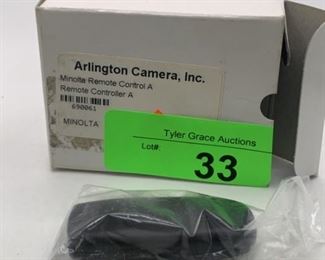 Arlington Camera, Inc.
Minolta Remote Control A
Remote Controller A
690061
MINOLTA
Tyler Grace Auctions
Lot#:
33